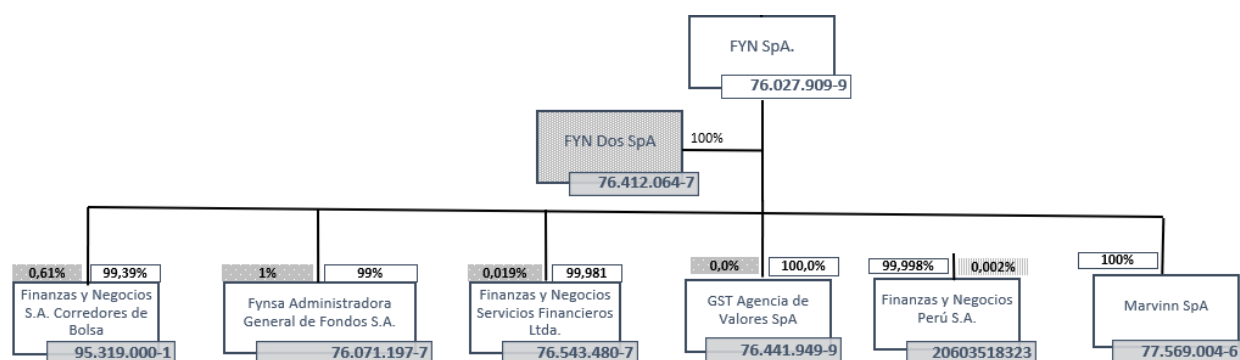 FYN SpA.
76.027.909-9
FYN Dos SpA
100%
76.412.064-7
0,61%
99,39%
Finanzas y Negocios
S.A. Corredores de
Bolsa
95.319.000-1
1%
99%
Fynsa Administradora
General de Fondos S.A.
76.071.197-7
0,019%
99,981
Finanzas y Negocios
Servicios Financieros
Ltda.
76.543.480-7
0,0%
100,0%
GST Agencia de
Valores SpA
76.441.949-9
99,998%
0,002%
Finanzas y Negocios
Perú S.A.
20603518323
100%
Marvinn SpA
77.569.004-6